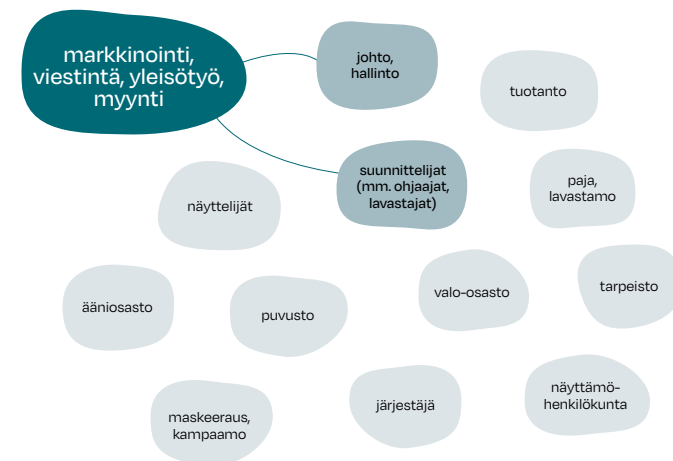 markkinointi,
viestintä, yleisötyö,
myynti
johto,
hallinto
tuotanto
suunnittelijat
(mm. ohjaajat,
lavastajat)
paja,
lavastamo
näyttelijät
ääniosasto
puvusto
valo-osasto
tarpeisto
maskeeraus,
kampaamo
järjestäjä
näyttämö-
henkilökunta